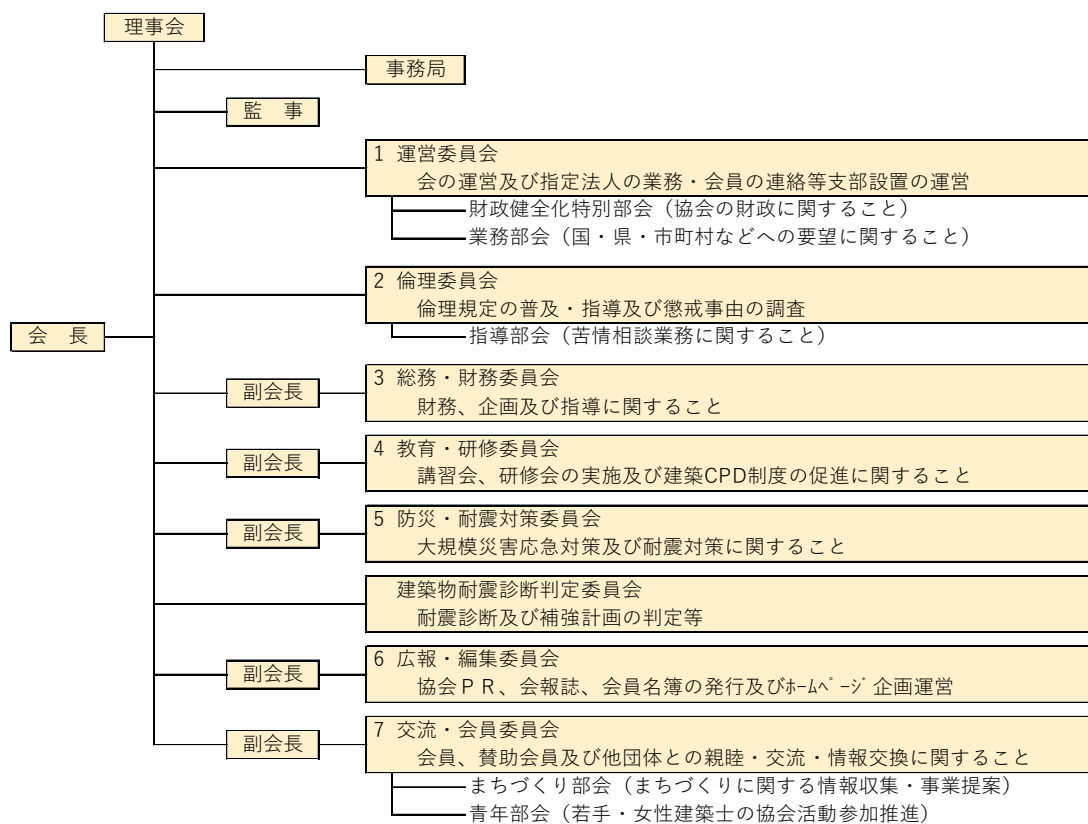 理事会
事務局
監　事
1 運営委員会
会の運営及び指定法人の業務・会員の連絡等支部設置の運営
財政健全化特別部会（協会の財政に関すること）
業務部会（国・県・市町村などへの要望に関すること）
2 倫理委員会
倫理規定の普及・指導及び懲戒事由の調査
会　長
指導部会（苦情相談業務に関すること）
副会長
3 総務・財務委員会
財務、企画及び指導に関すること
副会長
4 教育・研修委員会
講習会、研修会の実施及び建築CPD制度の促進に関すること
副会長
5 防災・耐震対策委員会
大規模災害応急対策及び耐震対策に関すること
建築物耐震診断判定委員会
耐震診断及び補強計画の判定等
副会長
6 広報・編集委員会
協会ＰＲ、会報誌、会員名簿の発行及びﾎｰﾑﾍﾟｰｼﾞ企画運営
副会長
7 交流・会員委員会
会員、賛助会員及び他団体との親睦・交流・情報交換に関すること
まちづくり部会（まちづくりに関する情報収集・事業提案）
青年部会（若手・女性建築士の協会活動参加推進）